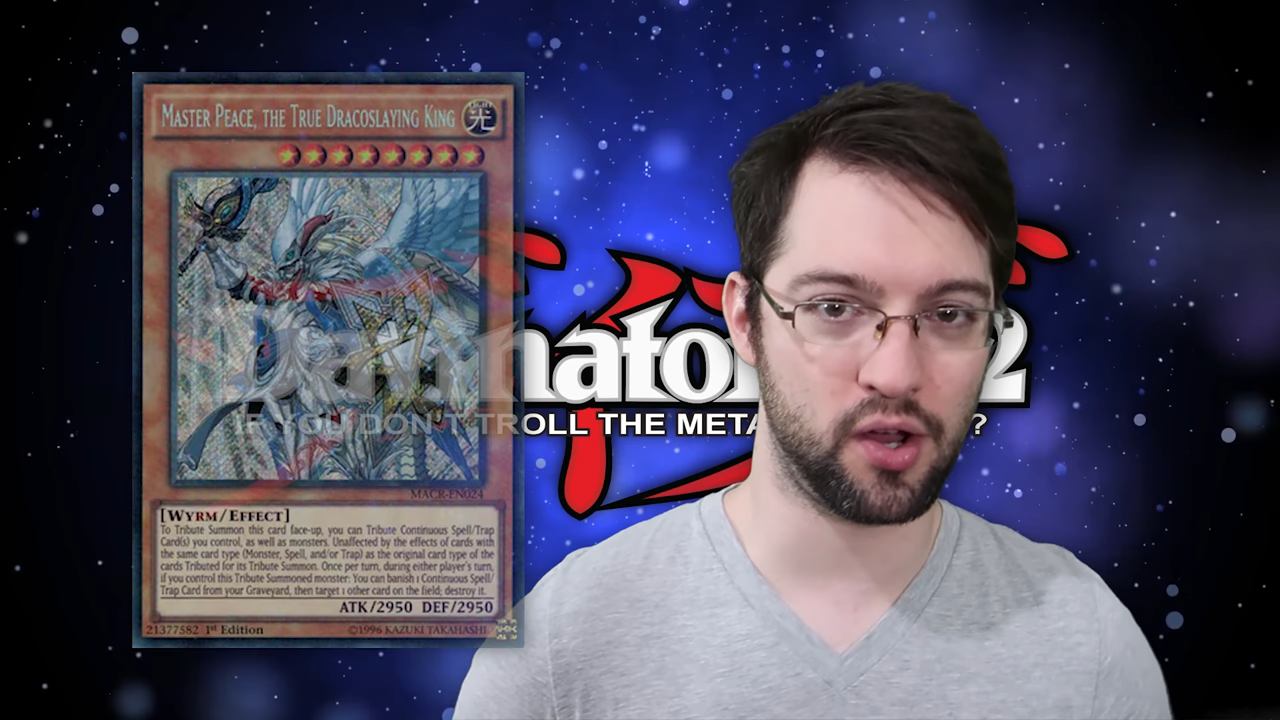 MASTER PEACE, THE TRUE DRACOSLAYING KING
LIGHT
光
MACR-EN024
[WYRM/EFFECT]
To Tribute Summon this card face-up, you can Tribute Continuous Spell/Trap
Card(s) you control, as well as monsters. Unaffected by the effects of cards with
the same card type (Monster, Spell, and/or Trap) as the original card type of the
cards Tributed for its Tribute Summon. Once per turn, during either player's turn,
if you control this Tribute Summoned monster: You can banish 1 Continuous Spell/
Trap Card from your Graveyard, then target 1 other card on the field; destroy it.
ATK/2950 DEF/2950
21377582 1st Edition ©1996 KAZUKI TAKAHASHI
2
IF YOU DON'T TROLL THE META ?